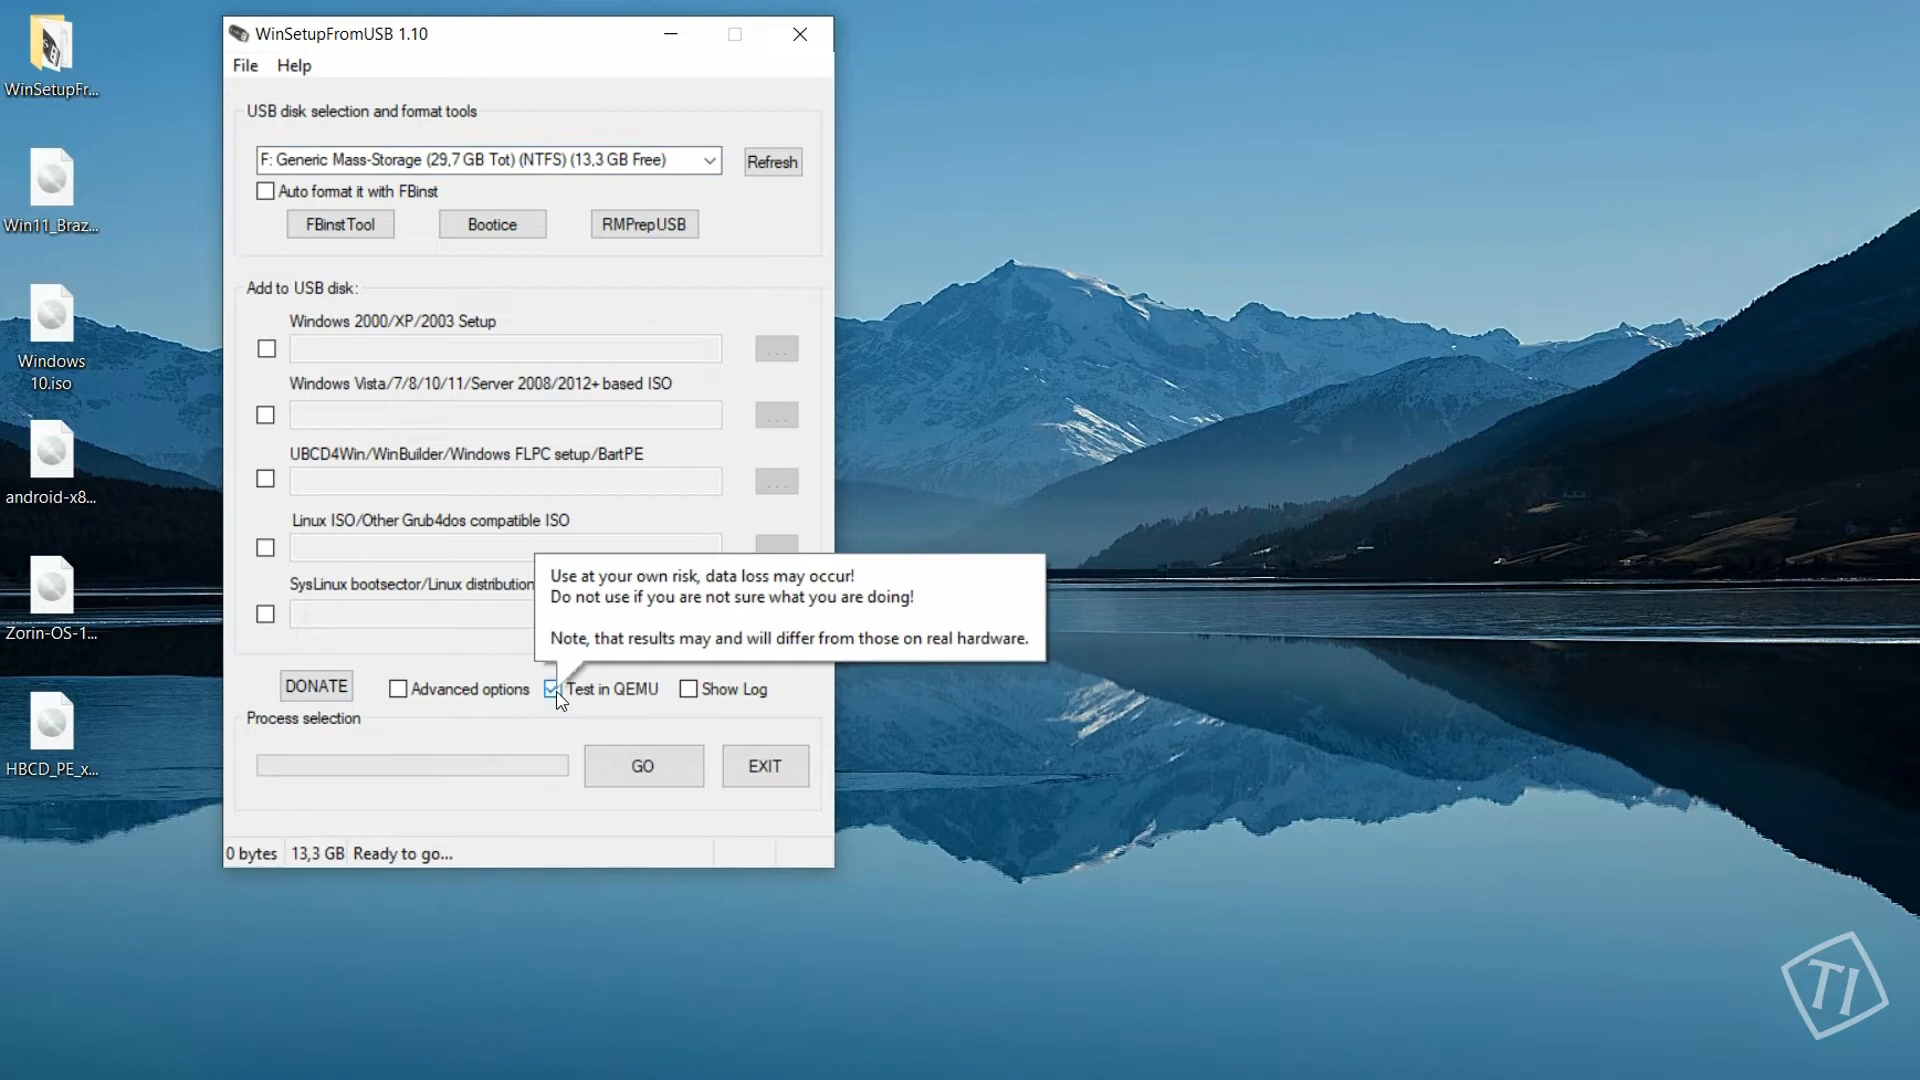 WinSetupFr...
Win11_Braz...
Windows
10.iso
android-x8...
Zorin-OS-1...
HBCD_PE_x...
WinSetupFromUSB 1.10
File Help
USB disk selection and format tools
F: Generic Mass-Storage (29,7 GB Tot) (NTFS) (13,3 GB Free)
Refresh
Auto format it with FBinst
FBinstTool Bootice RMPrepUSB
Add to USB disk:
Windows 2000/XP/2003 Setup
...
Windows Vista/7/8/10/11/Server 2008/2012+ based ISO
...
UBCD4Win/WinBuilder/Windows FLPC setup/BartPE
...
Linux ISO/Other Grub4dos compatible ISO
SysLinux bootsector/Linux distribution
Use at your own risk, data loss may occur!
Do not use if you are not sure what you are doing!
Note, that results may and will differ from those on real hardware.
DONATE Advanced options Test in QEMU Show Log
Process selection
GO EXIT
0 bytes 13,3 GB Ready to go...
TI